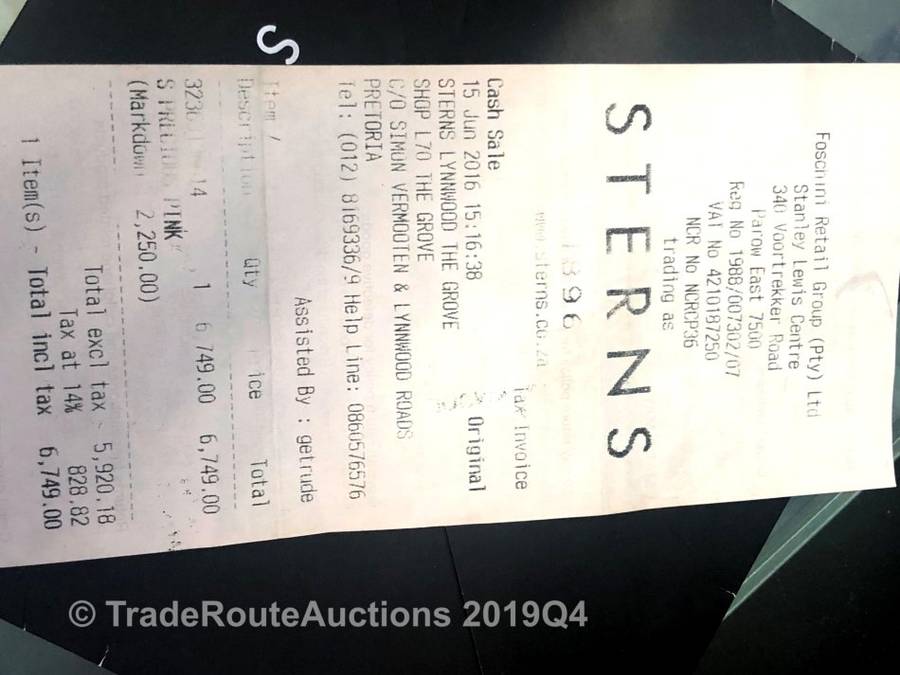 Foschini Retail Group (Pty) Ltd
Stanley Lewis Centre
340 Voortrekker Road
Parow East 7500
Reg No 1988/007302/07
VAT No 4210187250
NCR No NCRCP36
trading as
STERNS
1896
www.sterns.co.za
Tax Invoice
Cash Sale Original
15 Jun 2016 15:16:38
STERNS LYNNWOOD THE GROVE
SHOP L70 THE GROVE
C/O SIMON VERMOOTEN & LYNNWOOD ROADS
PRETORIA
Tel: (012) 8169336/9 Help Line: 0860576576
Assisted By : getrude
Item /
Description Qty Total
1 6,749.00 6,749.00
S PINK
(Markdown 2,250.00)
Total excl tax 5,920.18
Tax at 14% 828.82
1 Item(s) - Total incl tax 6,749.00
S
© TradeRouteAuctions 2019Q4